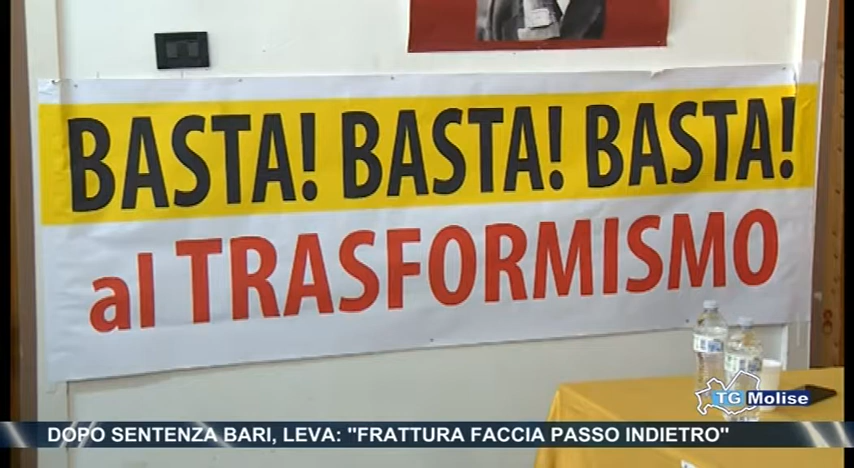 BASTA! BASTA! BASTA!
al TRASFORMISMO
TG Molise
DOPO SENTENZA BARI, LEVA: "FRATTURA FACCIA PASSO INDIETRO"